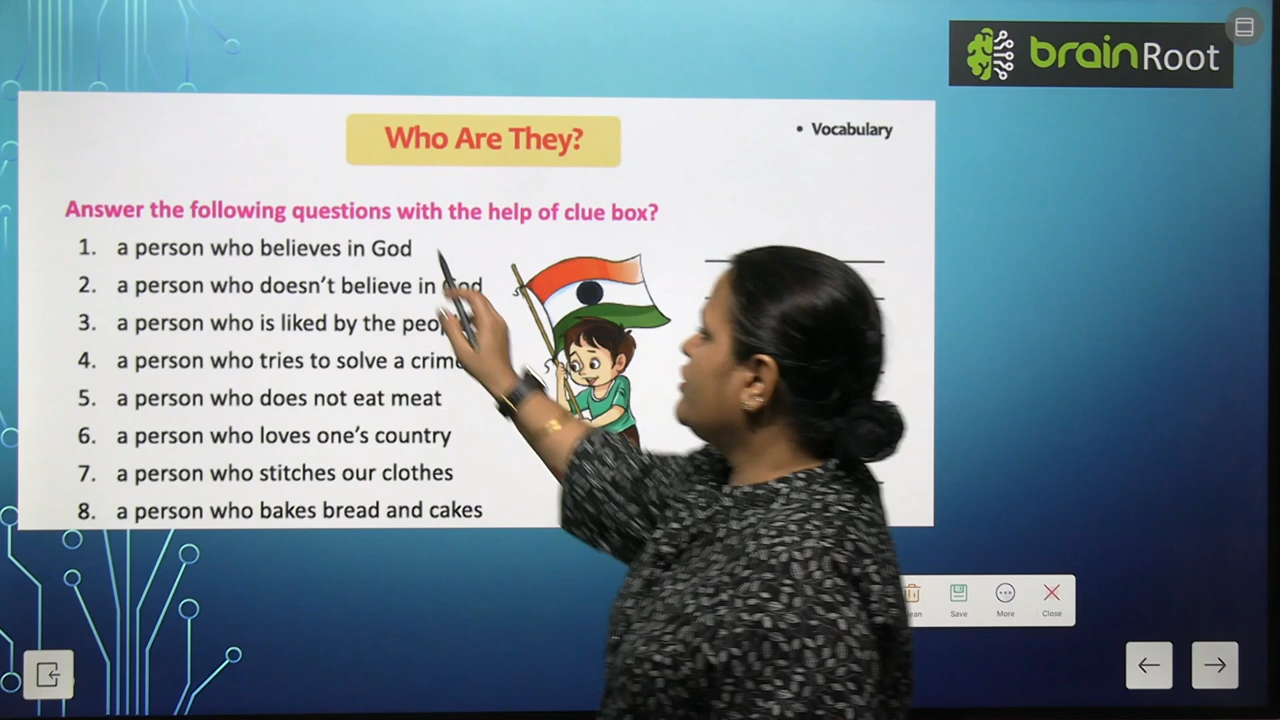 brainRoot
Who Are They?
• Vocabulary
Answer the following questions with the help of clue box?
1. a person who believes in God
2. a person who doesn't believe in God
3. a person who is liked by the
4. a person who tries to solve a crime
5. a person who does not eat meat
6. a person who loves one's country
7. a person who stitches our clothes
8. a person who bakes bread and cakes
Save More Close